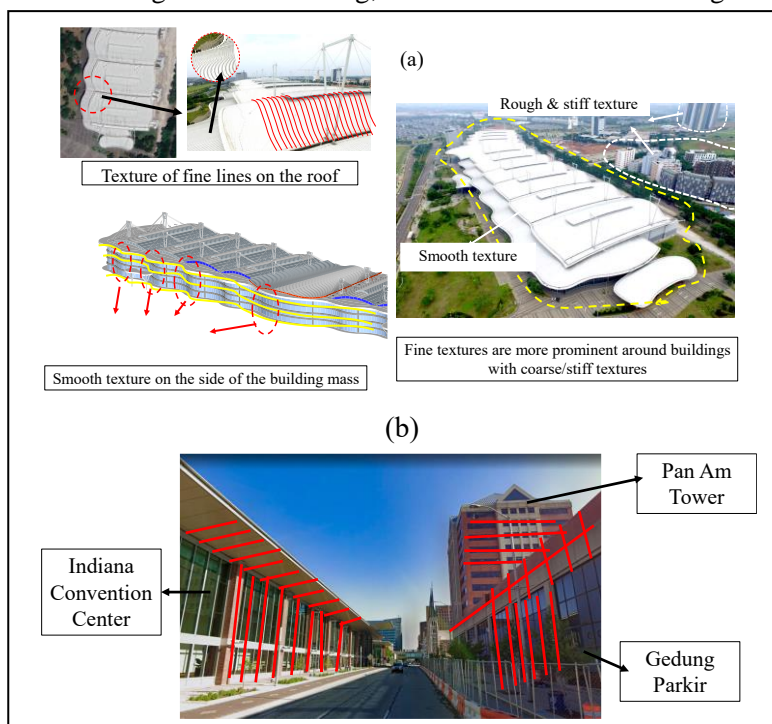 (a)
Rough & stiff texture
Texture of fine lines on the roof
Smooth texture
Smooth texture on the side of the building mass
Fine textures are more prominent around buildings
with coarse/stiff textures
(b)
Pan Am
Tower
Indiana
Convention
Center
Gedung
Parkir